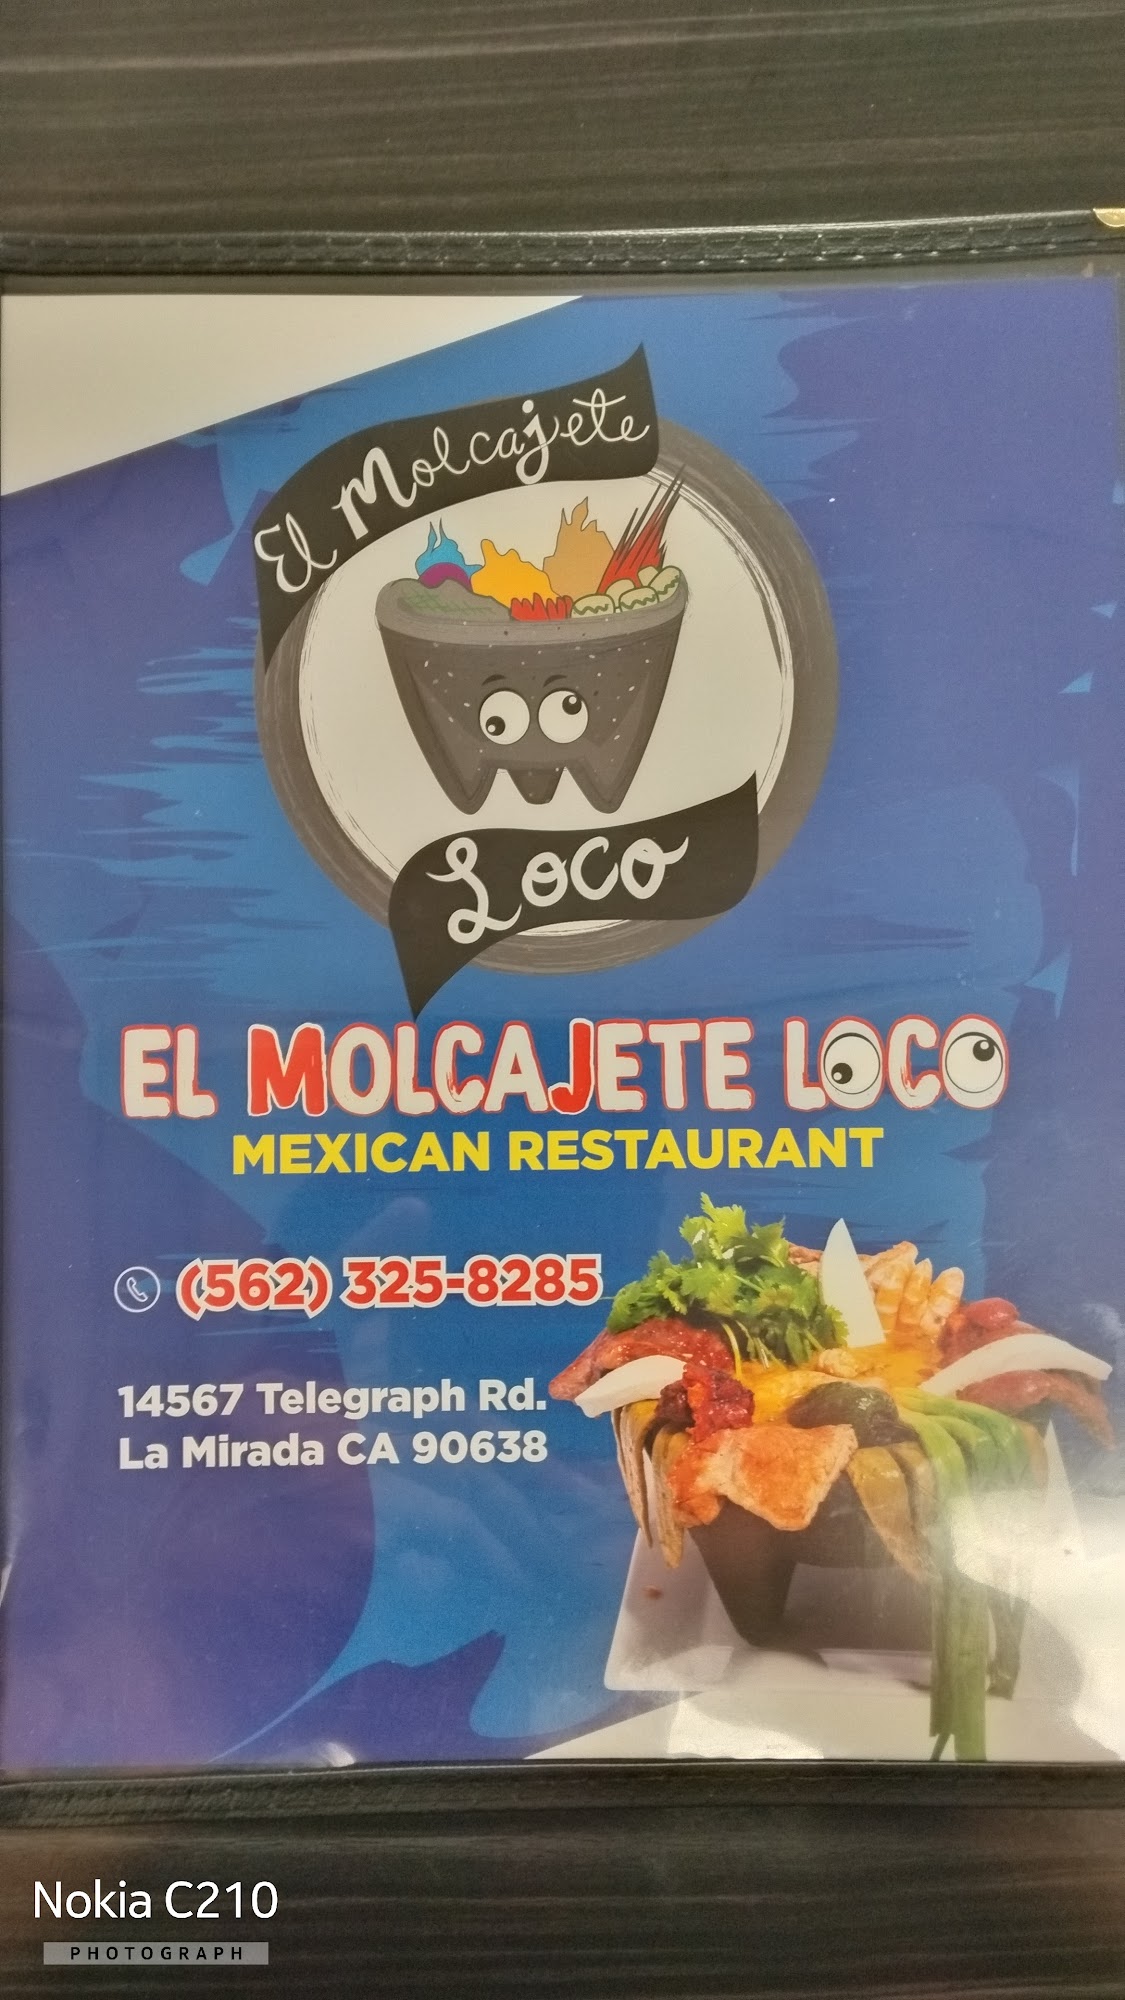 El Molcajete
Loco
EL MOLCAJETE LOCO
MEXICAN RESTAURANT
(562) 325-8285
14567 Telegraph Rd.
La Mirada CA 90638
Nokia C210
PHOTOGRAPH